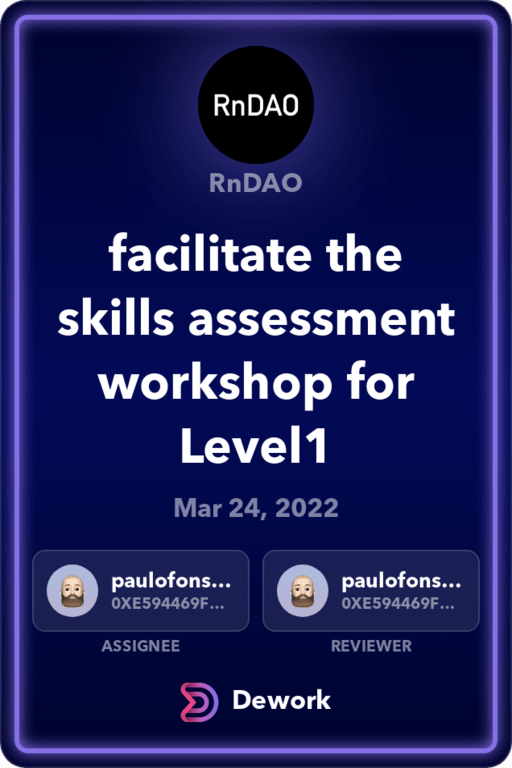 RnDAO
RnDAO
facilitate the
skills assessment
workshop for
Level1
Mar 24, 2022
paulofons...
0XE594469F...
paulofons...
0XE594469F...
ASSIGNEE
REVIEWER
Dework